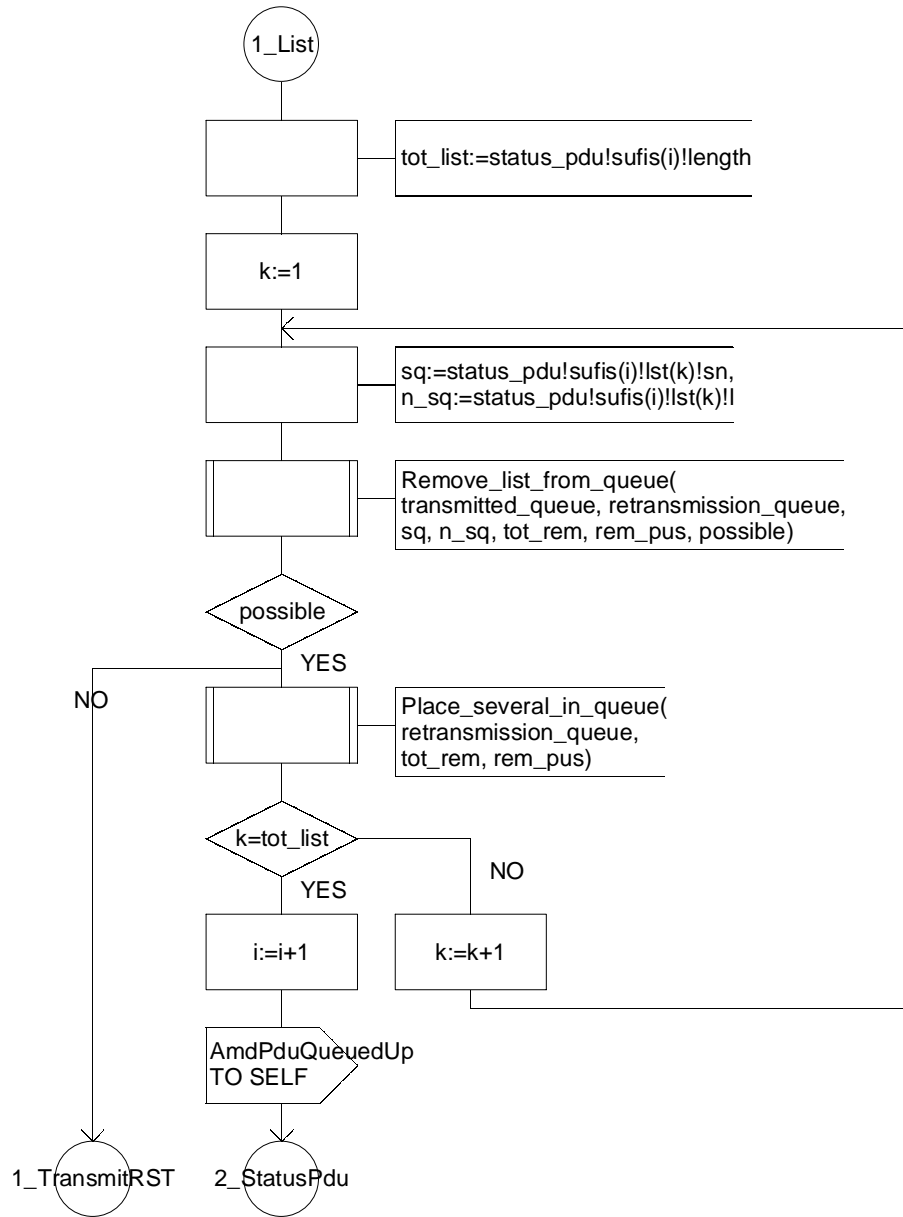 1_List
tot_list:=status_pdu!sufis(i)!length
k:=1
sq:=status_pdu!sufis(i)!lst(k)!sn,
n_sq:=status_pdu!sufis(i)!lst(k)!l
Remove_list_from_queue(
transmitted_queue, retransmission_queue,
sq, n_sq, tot_rem, rem_pus, possible)
possible
YES
NO
Place_several_in_queue(
retransmission_queue,
tot_rem, rem_pus)
k=tot_list
NO
YES
i:=i+1
k:=k+1
AmdPduQueuedUp
TO SELF
1_TransmitRST
2_StatusPdu